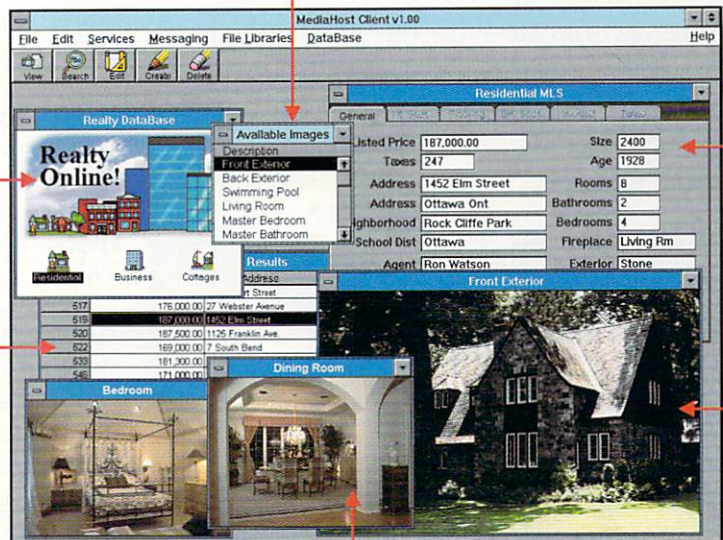 MediaHost Client v1.00
File Edit Services Messaging File Libraries DataBase Help
View Search Edit Create Delete
Realty DataBase
Realty
Online!
Residential Business Cottages
Available Images
Description
Front Exterior
Back Exterior
Swimming Pool
Living Room
Master Bedroom
Master Bathroom
Residential MLS
General
Listed Price 187,000.00 Size 2400
Taxes 247 Age 1928
Address 1452 Elm Street Rooms 8
Address Ottawa Ont Bathrooms 2
ghborhood Rock Cliffe Park Bedrooms 4
School Dist Ottawa Fireplace Living Rm
Agent Ron Watson Exterior Stone
Results
Address
Street
517 176,000.00 27 Webster Avenue
519 187,000.00 1452 Elm Street
520 187,500.00 1125 Franklin Ave.
522 169,000.00 7 South Bend
533 181,300.00
546 171,000.00
Front Exterior
Bedroom
Dining Room